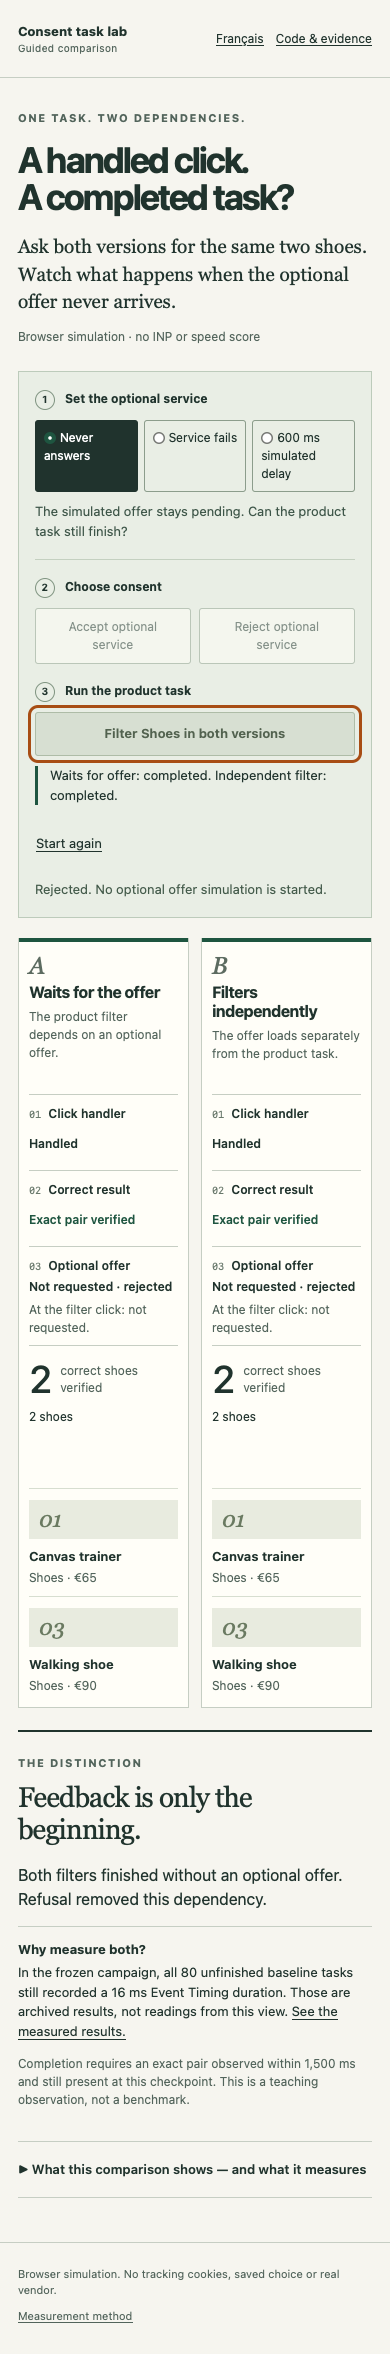 Consent task lab
Guided comparison
Français
Code & evidence
ONE TASK. TWO DEPENDENCIES.
A handled click.
A completed task?
Ask both versions for the same two shoes.
Watch what happens when the optional
offer never arrives.
Browser simulation · no INP or speed score
1 Set the optional service
Never
answers
Service fails
600 ms
simulated
delay
The simulated offer stays pending. Can the product
task still finish?
2 Choose consent
Accept optional
service
Reject optional
service
3 Run the product task
Filter Shoes in both versions
Waits for offer: completed. Independent filter:
completed.
Start again
Rejected. No optional offer simulation is started.
A
Waits for the offer
The product filter
depends on an optional
offer.
01 Click handler
Handled
02 Correct result
Exact pair verified
03 Optional offer
Not requested · rejected
At the filter click: not
requested.
2 correct shoes
verified
2 shoes
01
Canvas trainer
Shoes · €65
03
Walking shoe
Shoes · €90
B
Filters
independently
The offer loads separately
from the product task.
01 Click handler
Handled
02 Correct result
Exact pair verified
03 Optional offer
Not requested · rejected
At the filter click: not
requested.
2 correct shoes
verified
2 shoes
01
Canvas trainer
Shoes · €65
03
Walking shoe
Shoes · €90
THE DISTINCTION
Feedback is only the
beginning.
Both filters finished without an optional offer.
Refusal removed this dependency.
Why measure both?
In the frozen campaign, all 80 unfinished baseline tasks
still recorded a 16 ms Event Timing duration. Those are
archived results, not readings from this view. See the
measured results.
Completion requires an exact pair observed within 1,500 ms
and still present at this checkpoint. This is a teaching
observation, not a benchmark.
What this comparison shows — and what it measures
Browser simulation. No tracking cookies, saved choice or real
vendor.
Measurement method